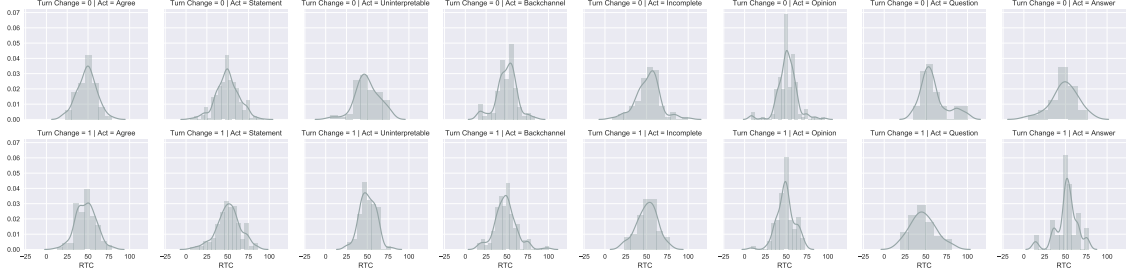 Turn Change = 0 | Act = Agree
Turn Change = 0 | Act = Statement
Turn Change = 0 | Act = Uninterpretable
Turn Change = 0 | Act = Backchannel
Turn Change = 0 | Act = Incomplete
Turn Change = 0 | Act = Opinion
Turn Change = 0 | Act = Question
Turn Change = 0 | Act = Answer
0.07
0.06
0.05
0.04
0.03
0.02
0.01
0.00
Turn Change = 1 | Act = Agree
Turn Change = 1 | Act = Statement
Turn Change = 1 | Act = Uninterpretable
Turn Change = 1 | Act = Backchannel
Turn Change = 1 | Act = Incomplete
Turn Change = 1 | Act = Opinion
Turn Change = 1 | Act = Question
Turn Change = 1 | Act = Answer
0.07
0.06
0.05
0.04
0.03
0.02
0.01
0.00
−25 0 25 50 75 100
RTC
−25 0 25 50 75 100
RTC
−25 0 25 50 75 100
RTC
−25 0 25 50 75 100
RTC
−25 0 25 50 75 100
RTC
−25 0 25 50 75 100
RTC
−25 0 25 50 75 100
RTC
−25 0 25 50 75 100
RTC